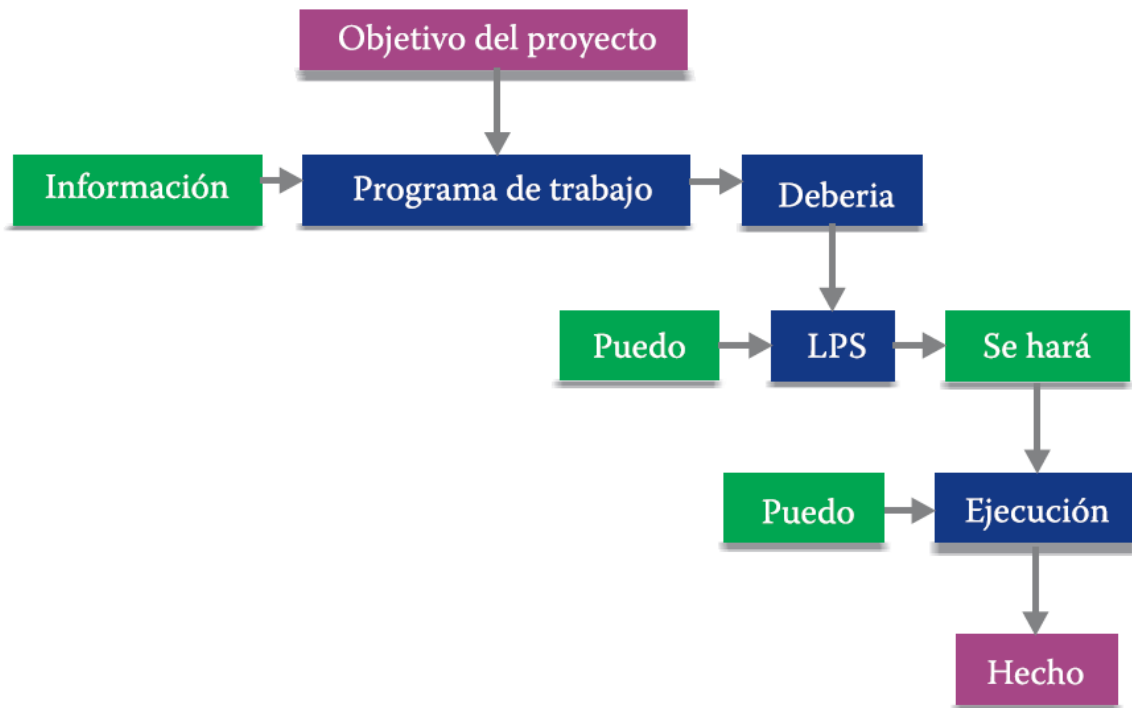 Objetivo del proyecto
Información
Programa de trabajo
Deberia
Puedo
LPS
Se hará
Puedo
Ejecución
Hecho